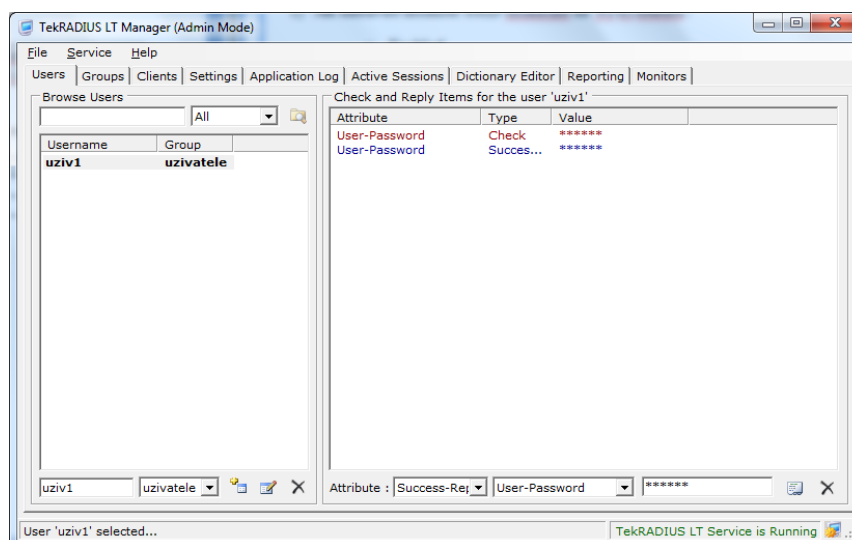 TekRADIUS LT Manager (Admin Mode)
File Service Help
Users Groups Clients Settings Application Log Active Sessions Dictionary Editor Reporting Monitors
Browse Users
All
Username Group
uziv1 uzivatele
Check and Reply Items for the user 'uziv1'
Attribute Type Value
User-Password Check ******
User-Password Succes... ******
uziv1 uzivatele
Attribute : Success-Rep User-Password ******
User 'uziv1' selected...
TekRADIUS LT Service is Running